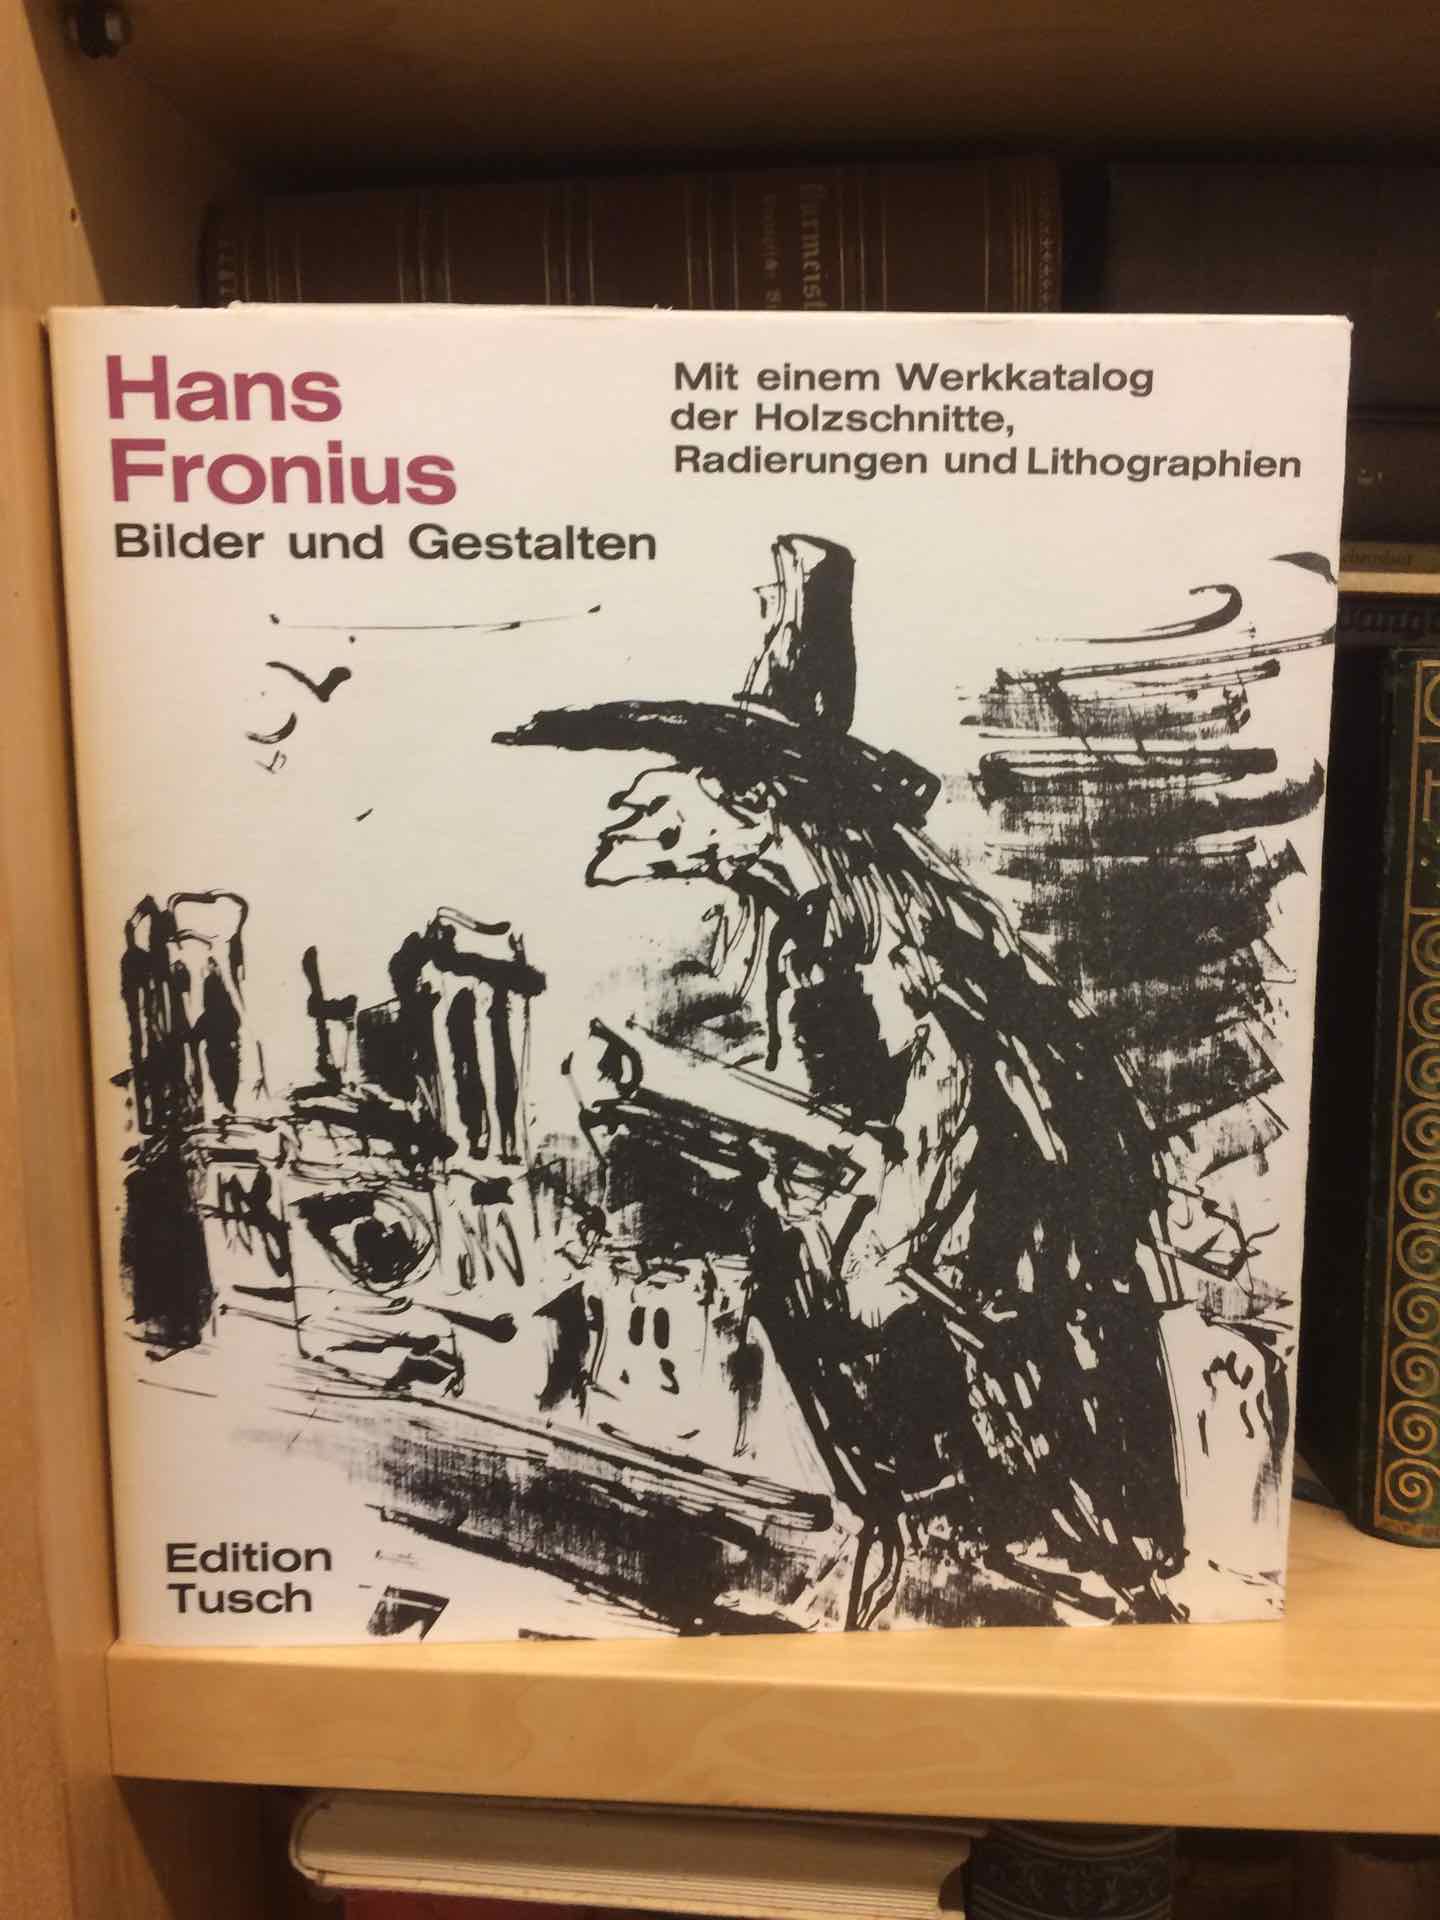 Hans
Fronius
Bilder und Gestalten
Mit einem Werkkatalog
der Holzschnitte,
Radierungen und Lithographien
Edition
Tusch